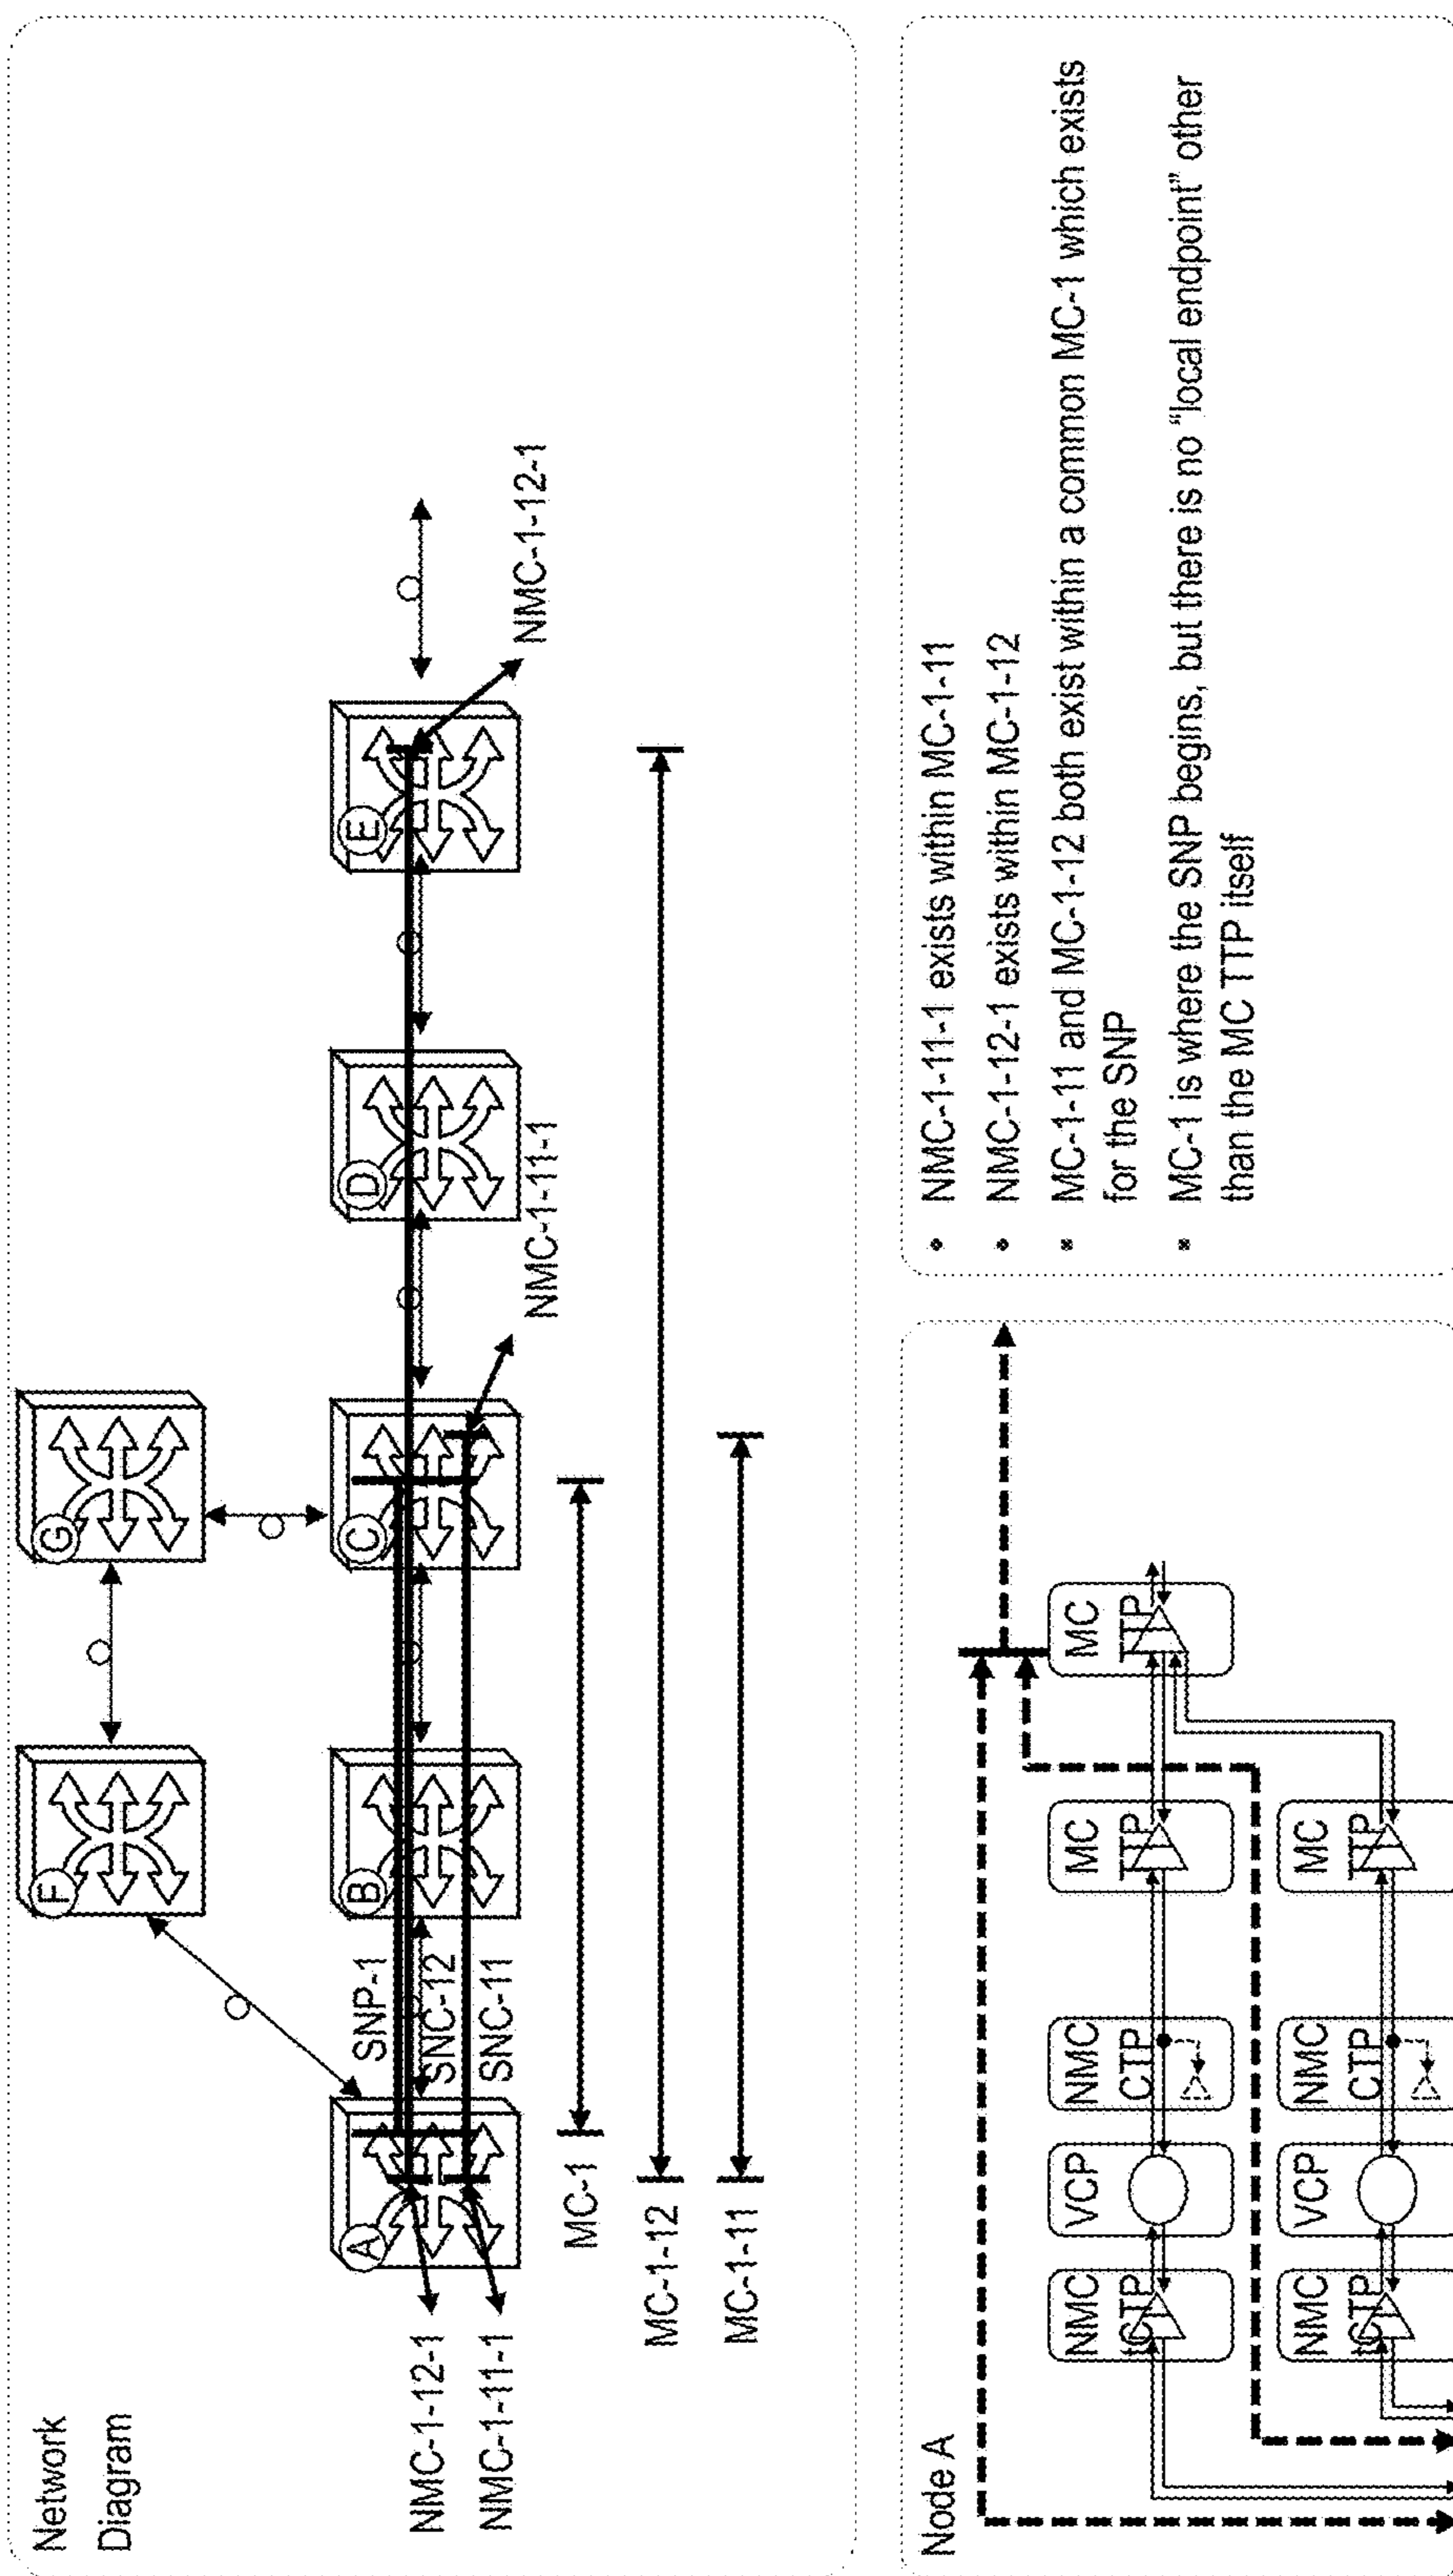 Network
Diagram
F
G
A
B
C
D
E
SNP-1
SNC-12
SNC-11
NMC-1-12-1
NMC-1-11-1
NMC-1-11-1
NMC-1-12-1
MC-1
MC-1-12
MC-1-11
Node A
NMC
tCTP
VCP
NMC
CTP
MC
TTP
MC
TTP
NMC
tCTP
VCP
NMC
CTP
MC
TTP
• NMC-1-11-1 exists within MC-1-11
• NMC-1-12-1 exists within MC-1-12
• MC-1-11 and MC-1-12 both exist within a common MC-1 which exists
for the SNP
• MC-1 is where the SNP begins, but there is no “local endpoint” other
than the MC TTP itself